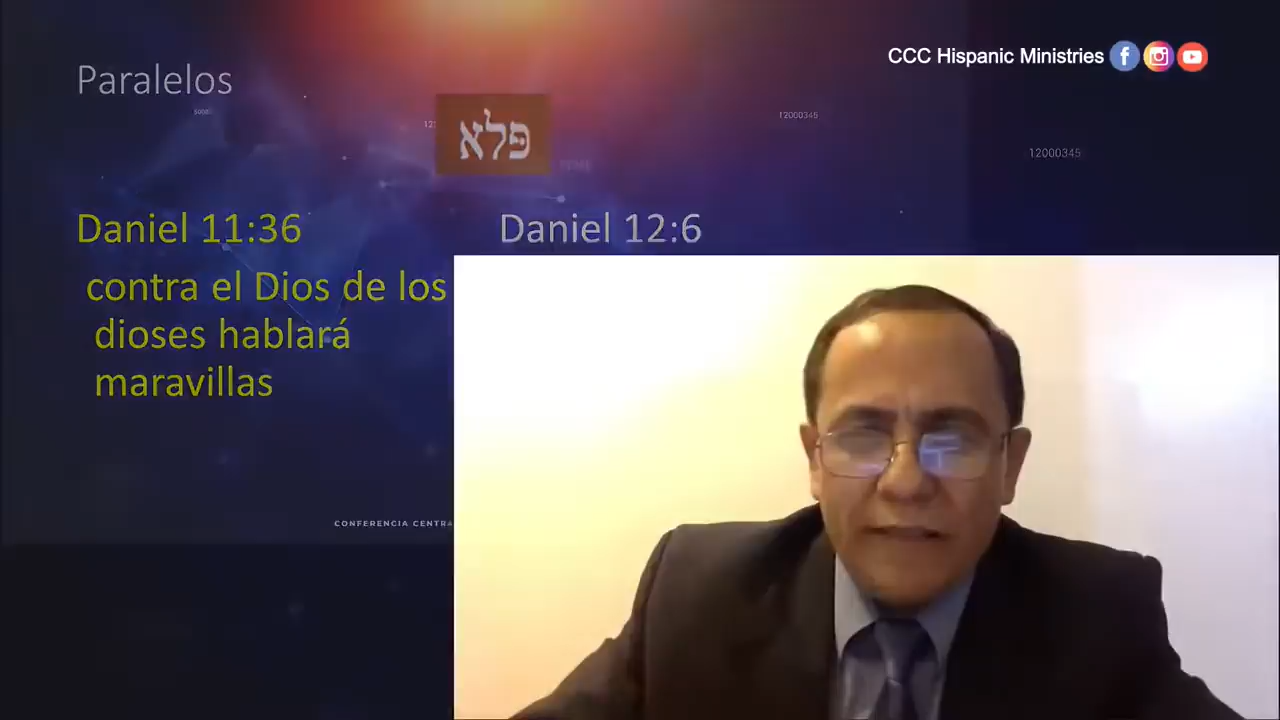 CCC Hispanic Ministries
Paralelos
12000345
12000345
פלא
Daniel 11:36
contra el Dios de los
dioses hablará
maravillas
Daniel 12:6
CONFERENCIA CENTRA